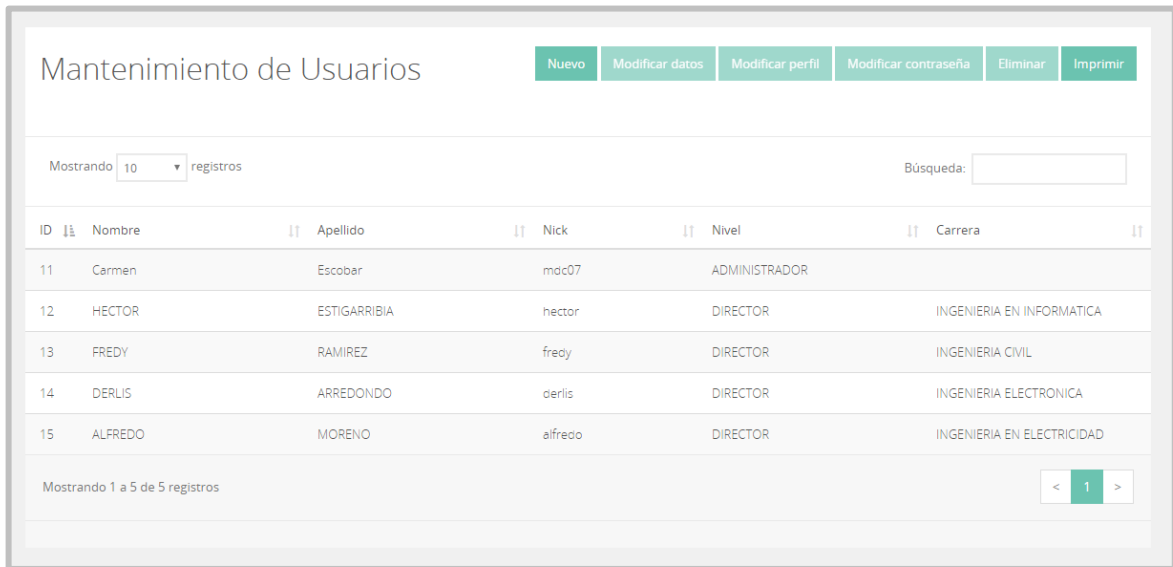 Mantenimiento de Usuarios Nuevo Modificar datos Modificar perfil Modificar contraseña Eliminar Imprimir
Mostrando 10 registros Búsqueda:
ID Nombre Apellido Nick Nivel Carrera
11 Carmen Escobar mdc07 ADMINISTRADOR
12 HECTOR ESTIGARRIBIA hector DIRECTOR INGENIERIA EN INFORMATICA
13 FREDY RAMIREZ fredy DIRECTOR INGENIERIA CIVIL
14 DERLIS ARREDONDO derlis DIRECTOR INGENIERIA ELECTRONICA
15 ALFREDO MORENO alfredo DIRECTOR INGENIERIA EN ELECTRICIDAD
Mostrando 1 a 5 de 5 registros < 1 >